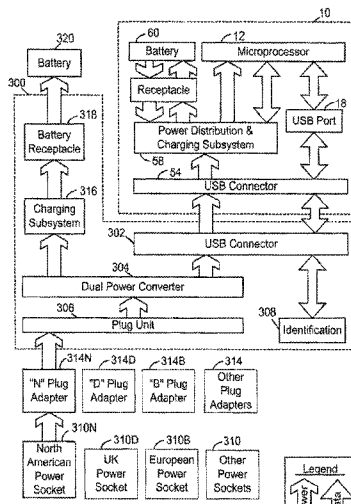 10
320
Battery
60
Battery
12
Microprocessor
300
318
Receptacle
18
USB Port
Battery
Receptacle
Power Distribution &
Charging Subsystem
58
316
54
USB Connector
Charging
Subsystem
302
USB Connector
304
Dual Power Converter
306
Plug Unit
308
Identification
314N
314D
314B
314
"N" Plug
Adapter
"D" Plug
Adapter
"B" Plug
Adapter
Other
Plug
Adapters
310N
310D
310B
310
North
American
Power
Socket
UK
Power
Socket
European
Power
Socket
Other
Power
Sockets
Legend
Power
Data